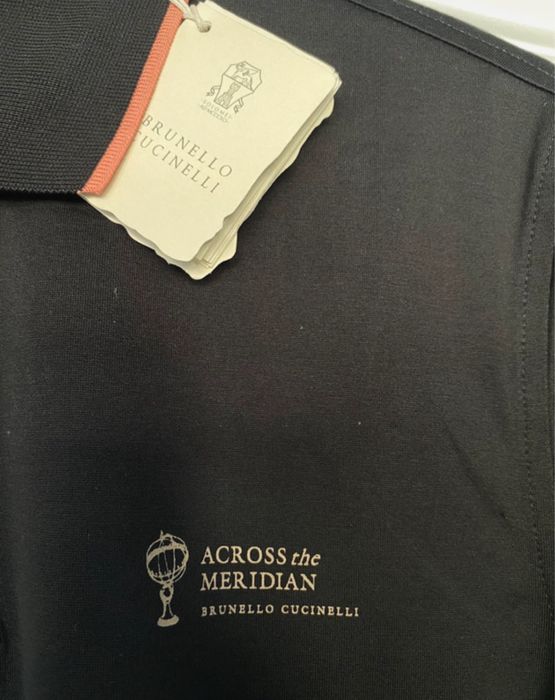 BRUNELLO
CUCINELLI
ACROSS the
MERIDIAN
BRUNELLO CUCINELLI